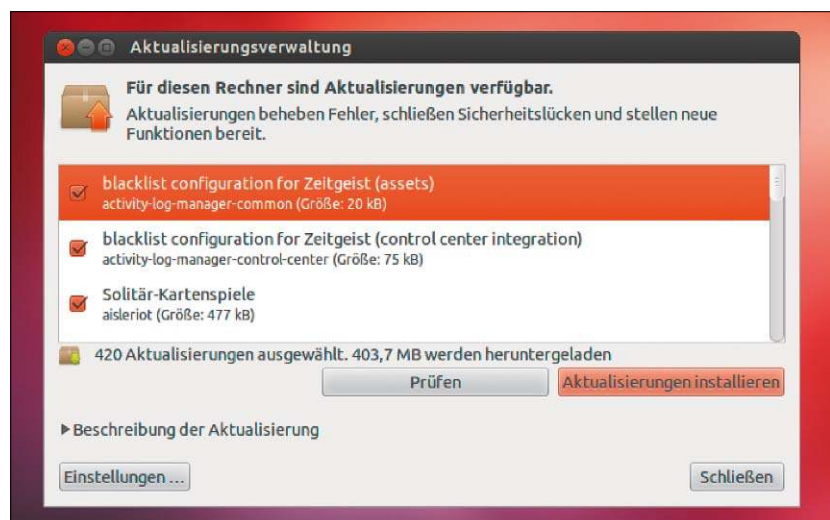 Aktualisierungsverwaltung
Für diesen Rechner sind Aktualisierungen verfügbar.
Aktualisierungen beheben Fehler, schließen Sicherheitslücken und stellen neue
Funktionen bereit.
blacklist configuration for Zeitgeist (assets)
activity-log-manager-common (Größe: 20 kB)
blacklist configuration for Zeitgeist (control center integration)
activity-log-manager-control-center (Größe: 75 kB)
Solitär-Kartenspiele
aisleriot (Größe: 477 kB)
420 Aktualisierungen ausgewählt. 403,7 MB werden heruntergeladen
Prüfen
Aktualisierungen installieren
Beschreibung der Aktualisierung
Einstellungen ...
Schließen